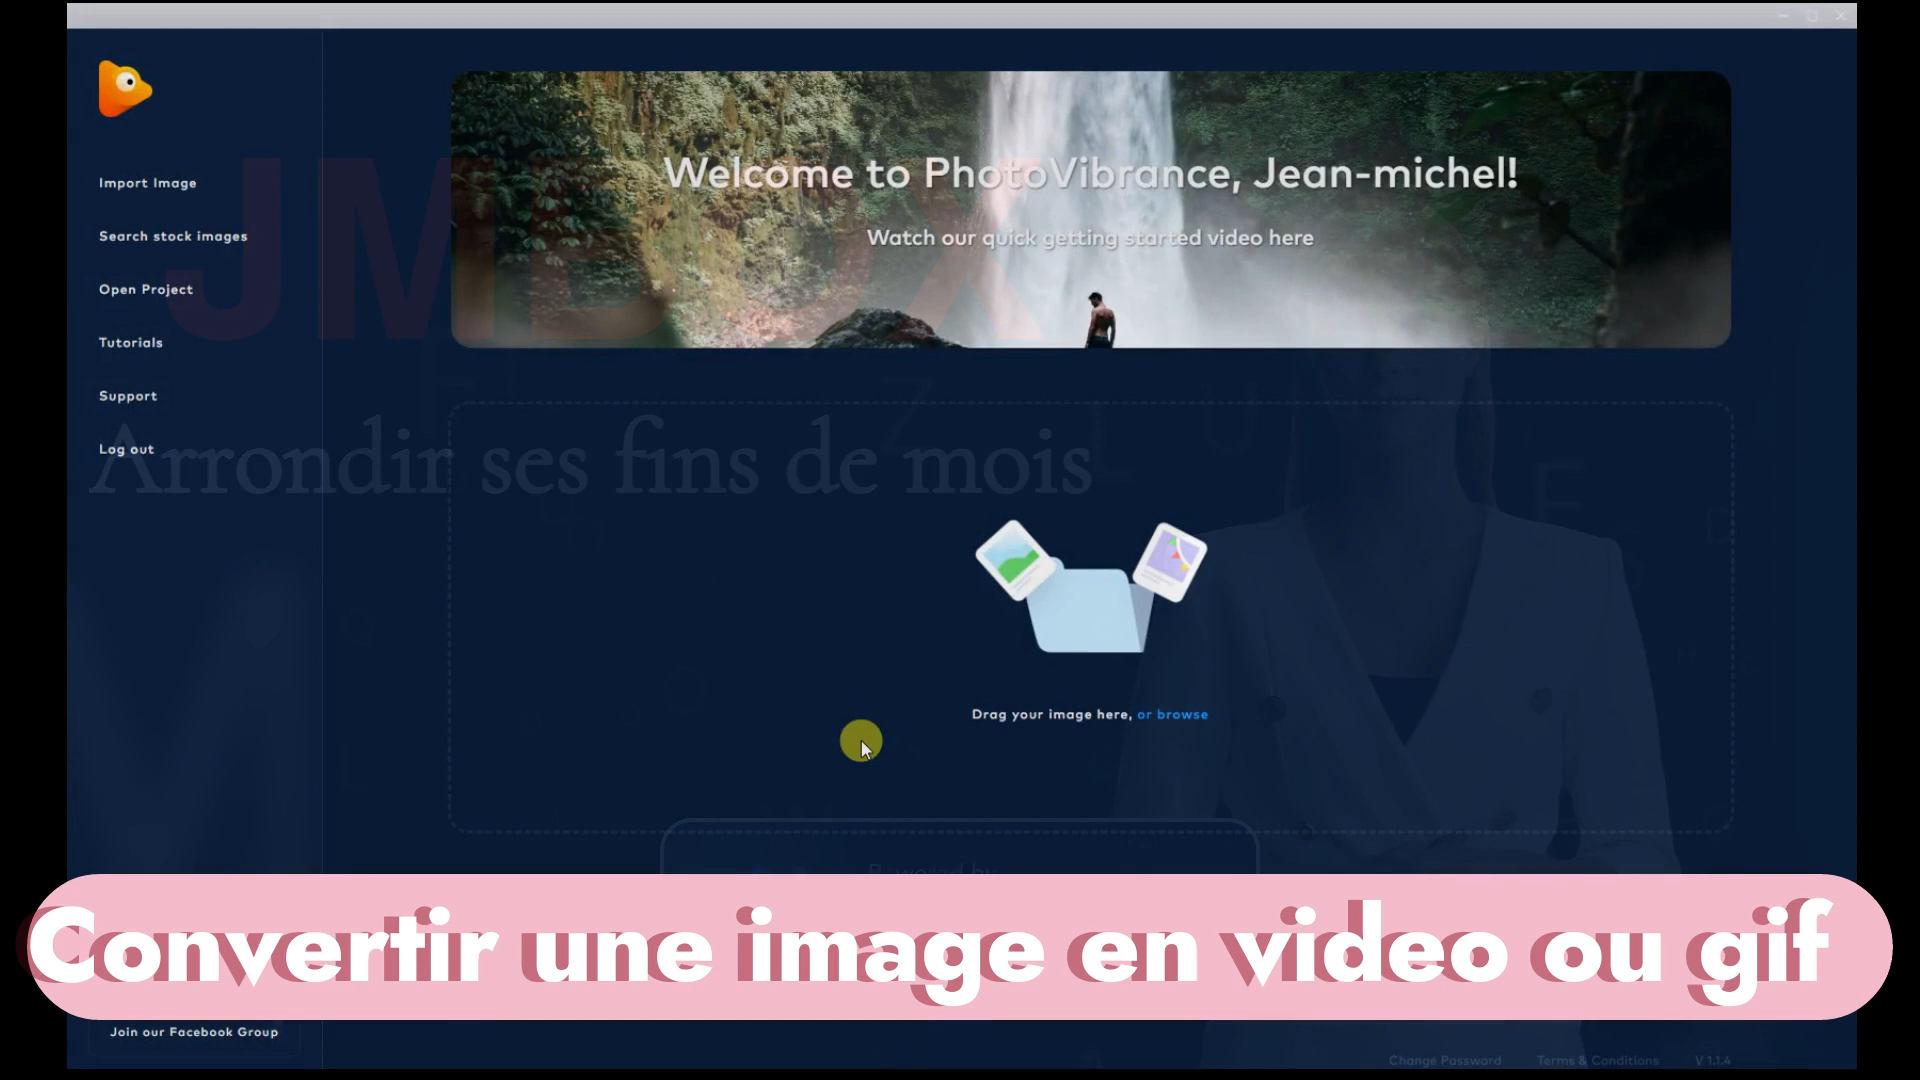 Import Image
Search stock images
Open Project
Tutorials
Support
Log out
Welcome to PhotoVibrance, Jean-michel!
Watch our quick getting started video here
Arrondir ses fins de mois
Drag your image here, or browse
Powered by
Convertir une image en video ou gif
Join our Facebook Group
Change Password
Terms & Conditions
V 1.1.4